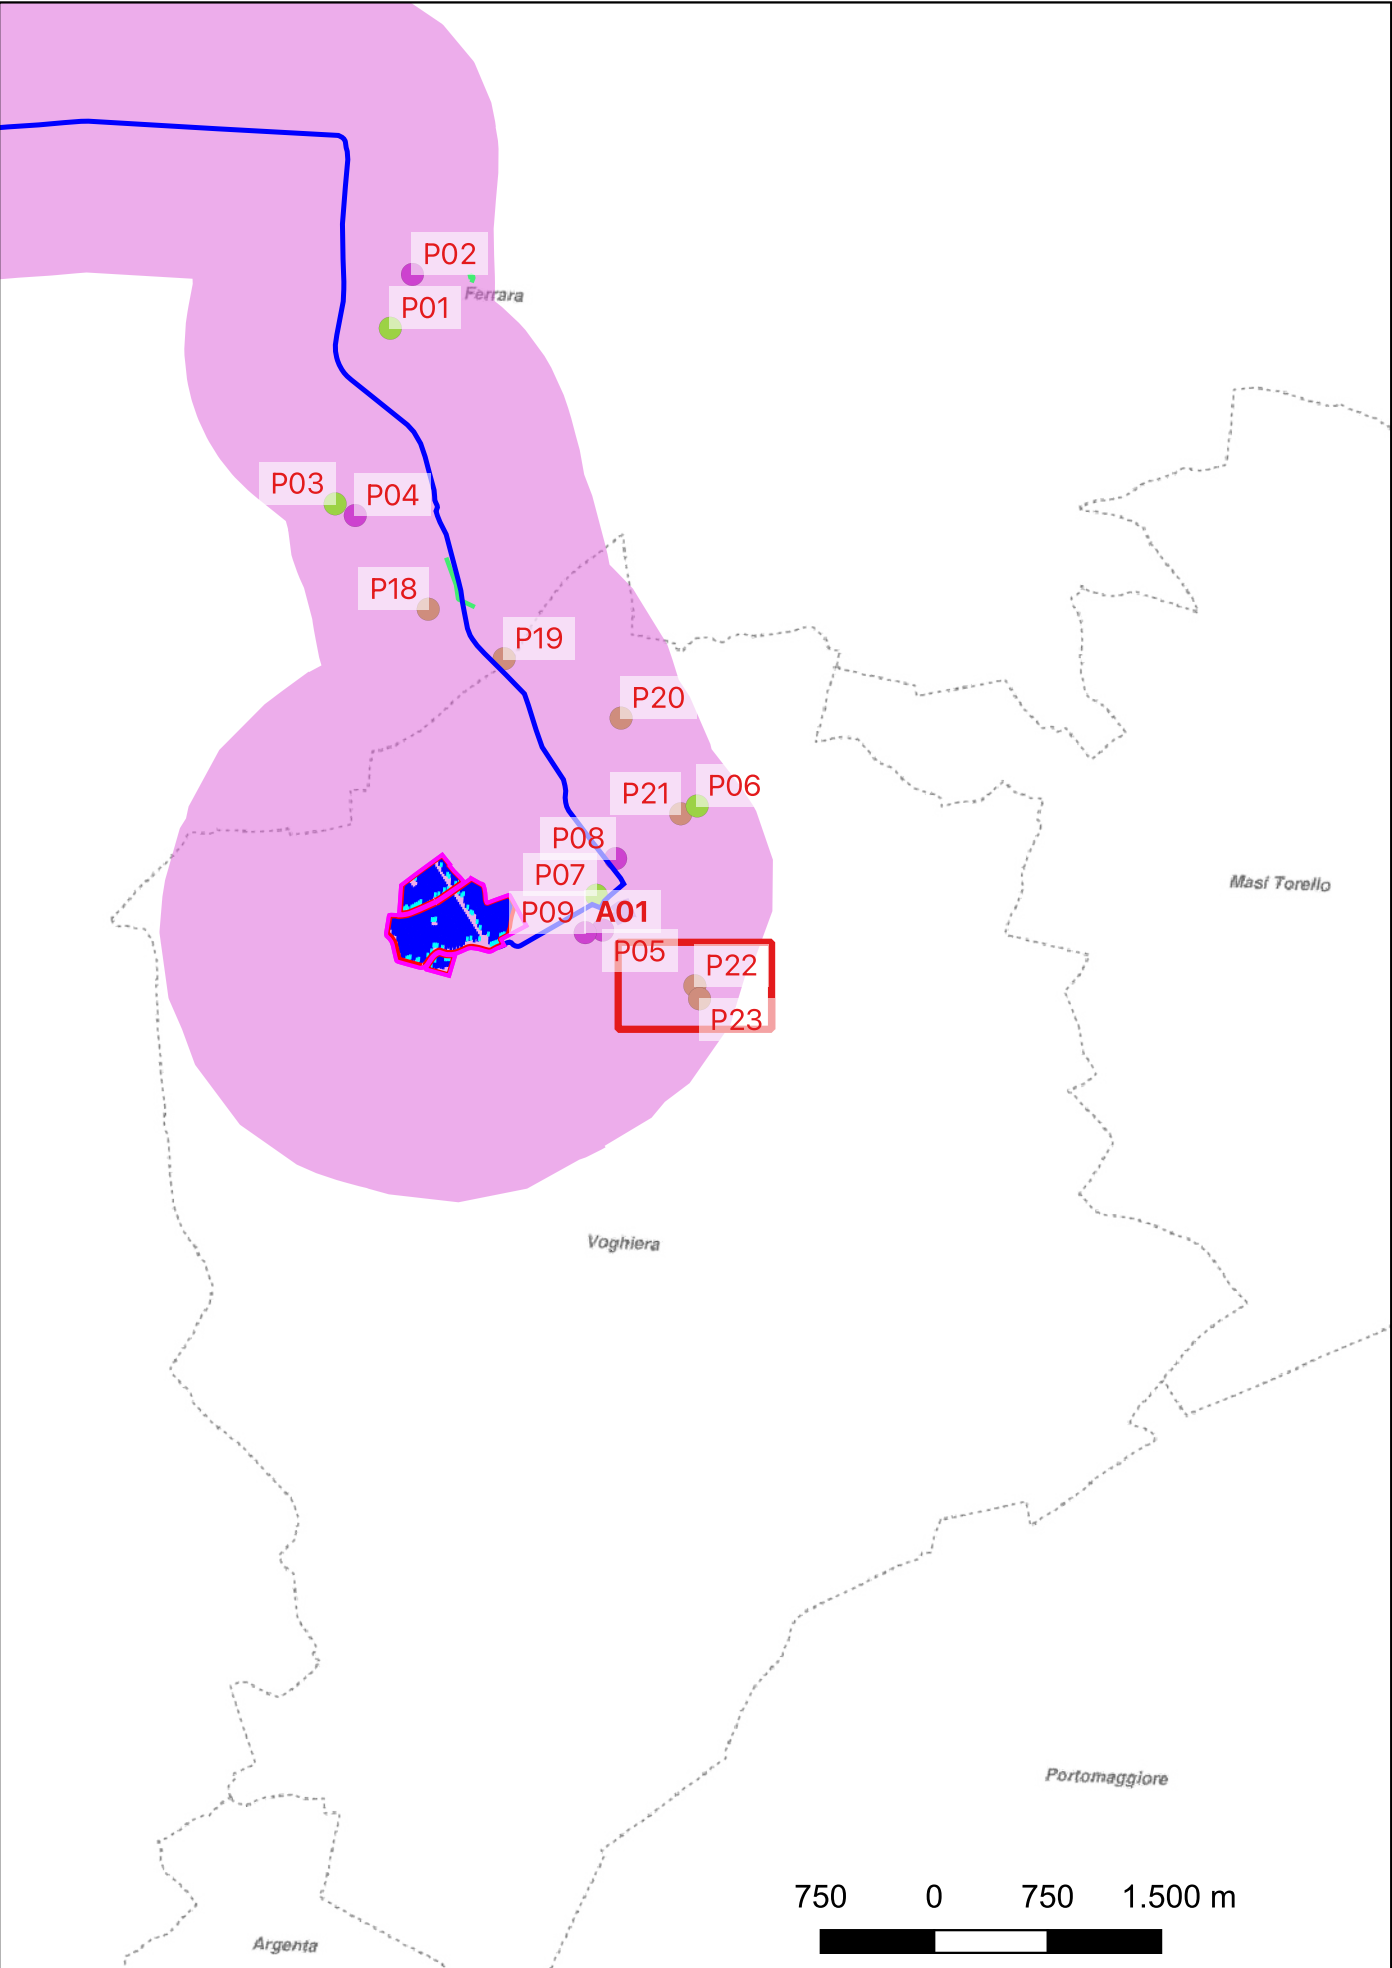 P02
Ferrara
P01
P03
P04
P18
P19
P20
P21
P06
P08
P07
P09
A01
P05
P22
P23
Masi Torello
Voghiera
Portomaggiore
Argenta
750 0 750 1.500 m